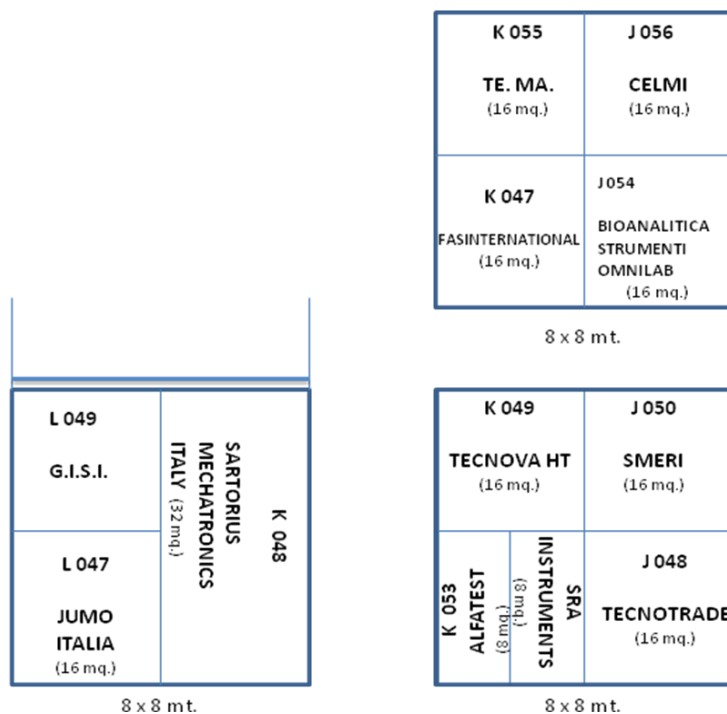 K 055
TE. MA.
(16 mq.)
J 056
CELMI
(16 mq.)
K 047
FASINTERNATIONAL
(16 mq.)
J 054
BIOANALITICA
STRUMENTI
OMNILAB
(16 mq.)
8 x 8 mt.
L 049
G.I.S.I.
K 048
SARTORIUS
MECHATRONICS
ITALY (32 mq.)
L 047
JUMO
ITALIA
(16 mq.)
8 x 8 mt.
K 049
TECNOVA HT
(16 mq.)
J 050
SMERI
(16 mq.)
K 053
ALFATEST
(8 mq.)
SRA
INSTRUMENTS
(8 mq.)
J 048
TECNOTRADE
(16 mq.)
8 x 8 mt.